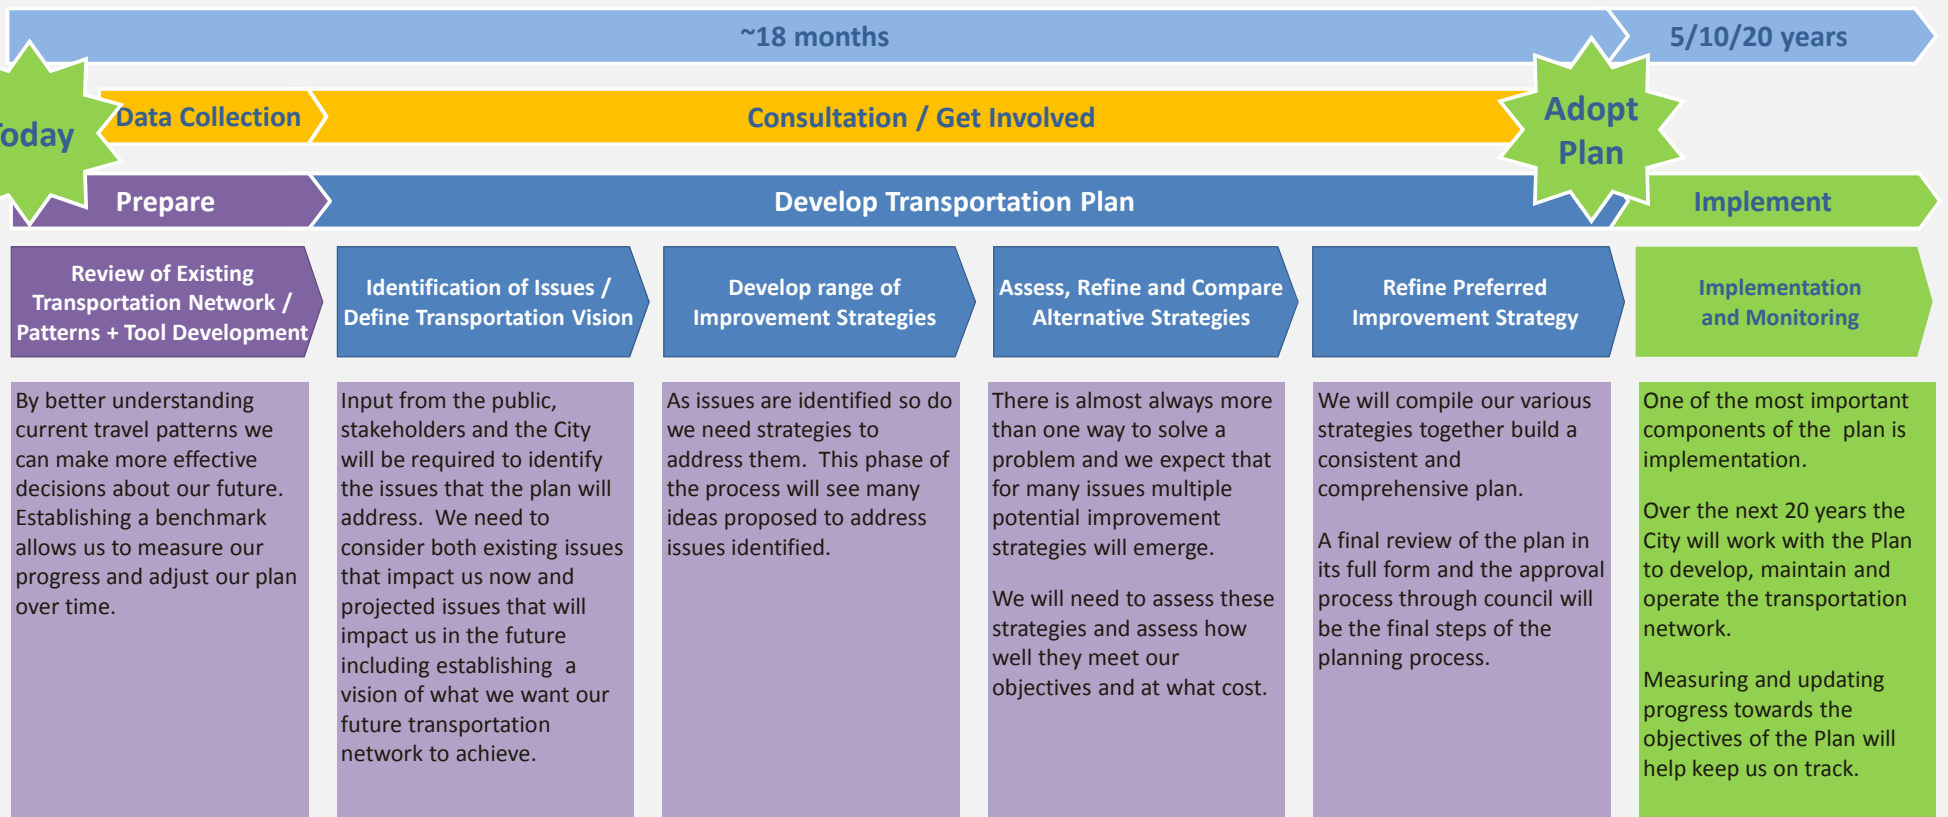 ~18 months
5/10/20 years
oday
Data Collection
Consultation / Get Involved
Adopt
Plan
Prepare
Develop Transportation Plan
Implement
Review of Existing
Transportation Network /
Patterns + Tool Development
Identification of Issues /
Define Transportation Vision
Develop range of
Improvement Strategies
Assess, Refine and Compare
Alternative Strategies
Refine Preferred
Improvement Strategy
Implementation
and Monitoring
By better understanding
current travel patterns we
can make more effective
decisions about our future.
Establishing a benchmark
allows us to measure our
progress and adjust our plan
over time.
Input from the public,
stakeholders and the City
will be required to identify
the issues that the plan will
address.  We need to
consider both existing issues
that impact us now and
projected issues that will
impact us in the future
including establishing  a
vision of what we want our
future transportation
network to achieve.
As issues are identified so do
we need strategies to
address them.  This phase of
the process will see many
ideas proposed to address
issues identified.
There is almost always more
than one way to solve a
problem and we expect that
for many issues multiple
potential improvement
strategies will emerge.
We will need to assess these
strategies and assess how
well they meet our
objectives and at what cost.
We will compile our various
strategies together build a
consistent and
comprehensive plan.
A final review of the plan in
its full form and the approval
process through council will
be the final steps of the
planning process.
One of the most important
components of the  plan is
implementation.
Over the next 20 years the
City will work with the Plan
to develop, maintain and
operate the transportation
network.
Measuring and updating
progress towards the
objectives of the Plan will
help keep us on track.